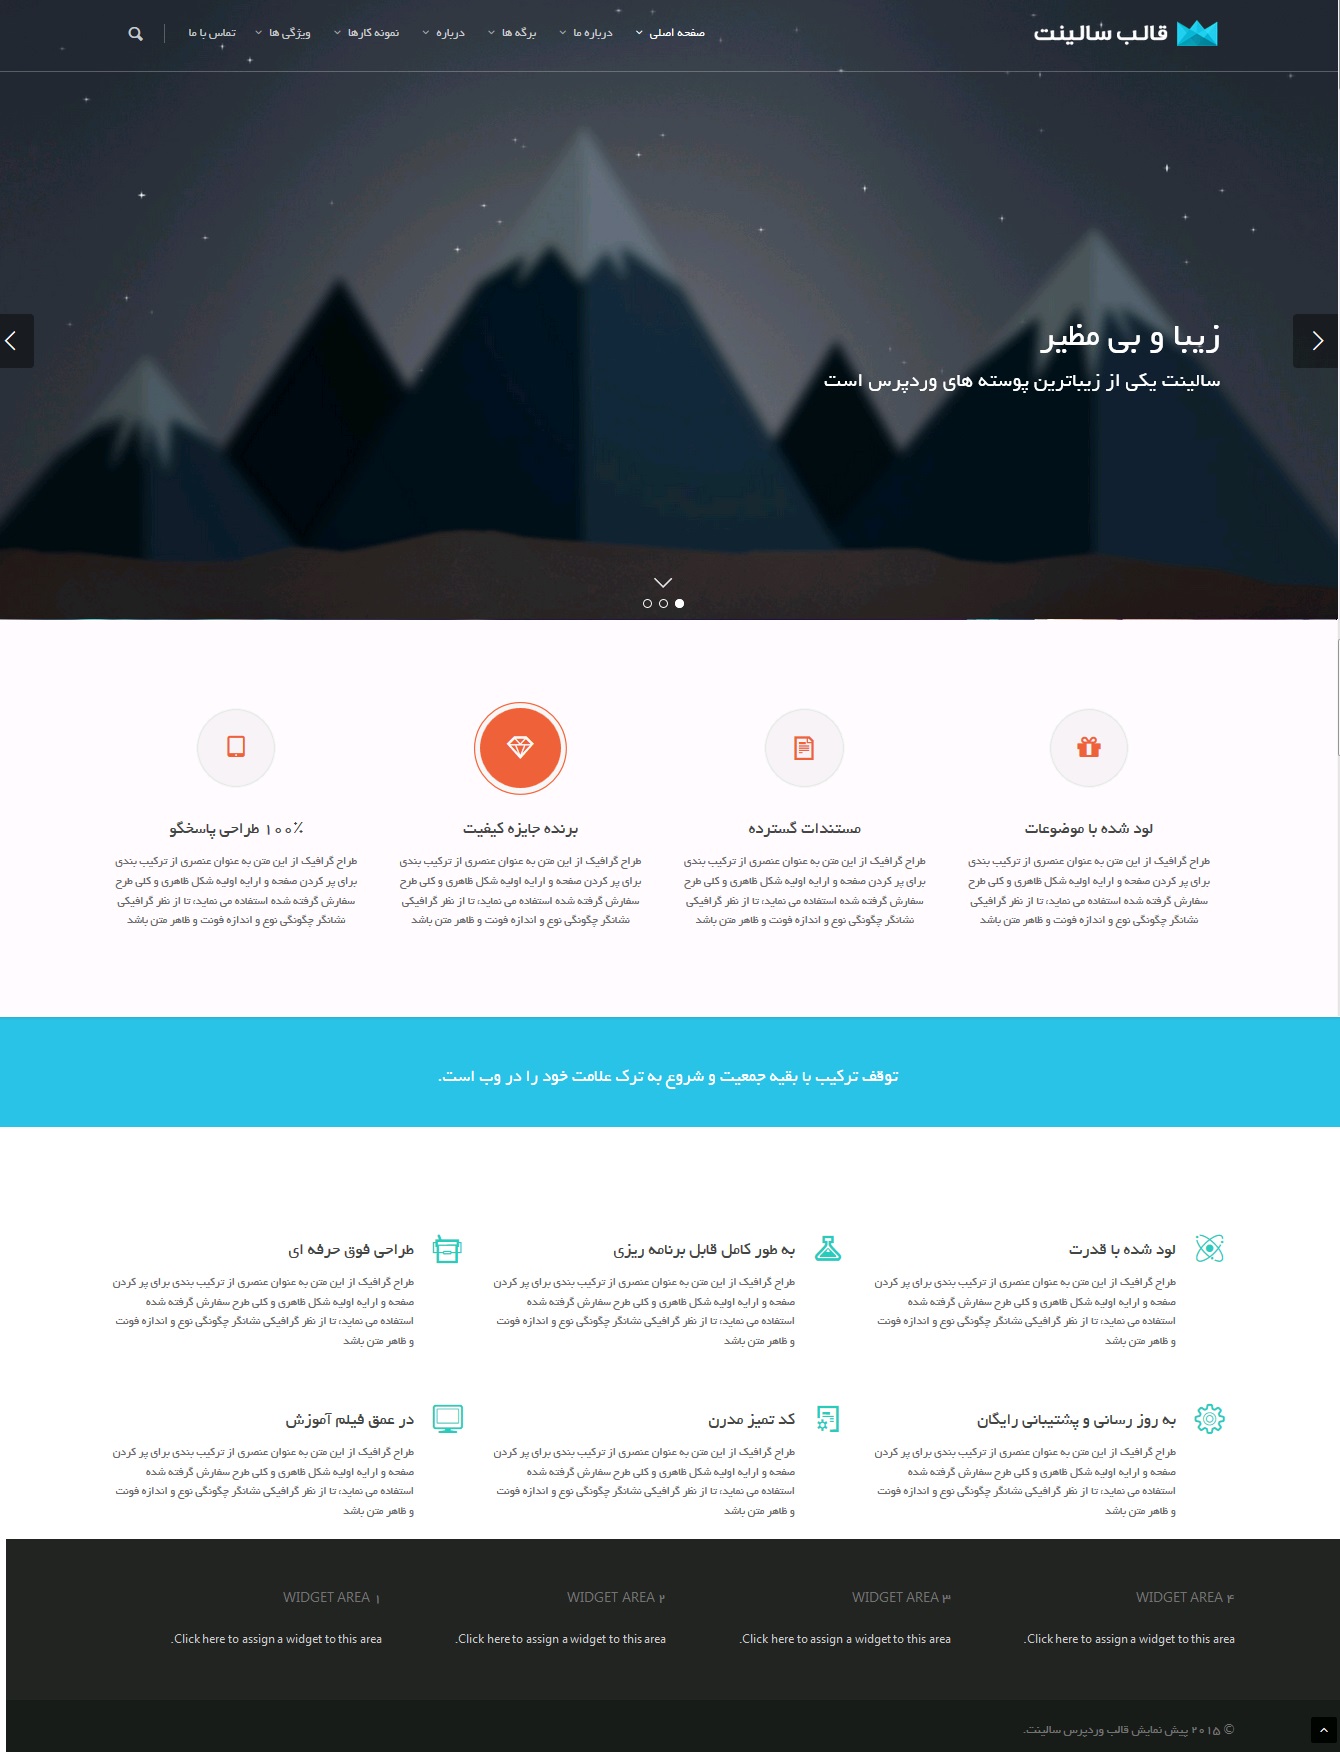 قالب سالینت
صفحه اصلی
درباره ما
برگه ها
درباره
نمونه کارها
ویژگی ها
تماس با ما
زیبا و بی مظیر
سالینت یکی از زیباترین پوسته های وردپرس است
لود شده با موضوعات
طراح گرافیک از این متن به عنوان عنصری از ترکیب بندی
برای پر کردن صفحه و ارایه اولیه شکل ظاهری و کلی طرح
سفارش گرفته شده استفاده می نماید، تا از نظر گرافیکی
نشانگر چگونگی نوع و اندازه فونت و ظاهر متن باشد
مستندات گسترده
طراح گرافیک از این متن به عنوان عنصری از ترکیب بندی
برای پر کردن صفحه و ارایه اولیه شکل ظاهری و کلی طرح
سفارش گرفته شده استفاده می نماید، تا از نظر گرافیکی
نشانگر چگونگی نوع و اندازه فونت و ظاهر متن باشد
برنده جایزه کیفیت
طراح گرافیک از این متن به عنوان عنصری از ترکیب بندی
برای پر کردن صفحه و ارایه اولیه شکل ظاهری و کلی طرح
سفارش گرفته شده استفاده می نماید، تا از نظر گرافیکی
نشانگر چگونگی نوع و اندازه فونت و ظاهر متن باشد
۱۰۰٪ طراحی پاسخگو
طراح گرافیک از این متن به عنوان عنصری از ترکیب بندی
برای پر کردن صفحه و ارایه اولیه شکل ظاهری و کلی طرح
سفارش گرفته شده استفاده می نماید، تا از نظر گرافیکی
نشانگر چگونگی نوع و اندازه فونت و ظاهر متن باشد
توقف ترکیب با بقیه جمعیت و شروع به ترک علامت خود را در وب است.
لود شده با قدرت
طراح گرافیک از این متن به عنوان عنصری از ترکیب بندی برای پر کردن
صفحه و ارایه اولیه شکل ظاهری و کلی طرح سفارش گرفته شده
استفاده می نماید، تا از نظر گرافیکی نشانگر چگونگی نوع و اندازه فونت
و ظاهر متن باشد
به طور کامل قابل برنامه ریزی
طراح گرافیک از این متن به عنوان عنصری از ترکیب بندی برای پر کردن
صفحه و ارایه اولیه شکل ظاهری و کلی طرح سفارش گرفته شده
استفاده می نماید، تا از نظر گرافیکی نشانگر چگونگی نوع و اندازه فونت
و ظاهر متن باشد
طراحی فوق حرفه ای
طراح گرافیک از این متن به عنوان عنصری از ترکیب بندی برای پر کردن
صفحه و ارایه اولیه شکل ظاهری و کلی طرح سفارش گرفته شده
استفاده می نماید، تا از نظر گرافیکی نشانگر چگونگی نوع و اندازه فونت
و ظاهر متن باشد
به روز رسانی و پشتیبانی رایگان
طراح گرافیک از این متن به عنوان عنصری از ترکیب بندی برای پر کردن
صفحه و ارایه اولیه شکل ظاهری و کلی طرح سفارش گرفته شده
استفاده می نماید، تا از نظر گرافیکی نشانگر چگونگی نوع و اندازه فونت
و ظاهر متن باشد
کد تمیز مدرن
طراح گرافیک از این متن به عنوان عنصری از ترکیب بندی برای پر کردن
صفحه و ارایه اولیه شکل ظاهری و کلی طرح سفارش گرفته شده
استفاده می نماید، تا از نظر گرافیکی نشانگر چگونگی نوع و اندازه فونت
و ظاهر متن باشد
در عمق فیلم آموزش
طراح گرافیک از این متن به عنوان عنصری از ترکیب بندی برای پر کردن
صفحه و ارایه اولیه شکل ظاهری و کلی طرح سفارش گرفته شده
استفاده می نماید، تا از نظر گرافیکی نشانگر چگونگی نوع و اندازه فونت
و ظاهر متن باشد
WIDGET AREA ۴
.Click here to assign a widget to this area
WIDGET AREA ۳
.Click here to assign a widget to this area
WIDGET AREA ۲
.Click here to assign a widget to this area
WIDGET AREA ۱
.Click here to assign a widget to this area
© ۲۰۱۵ پیش نمایش قالب وردپرس سالینت.